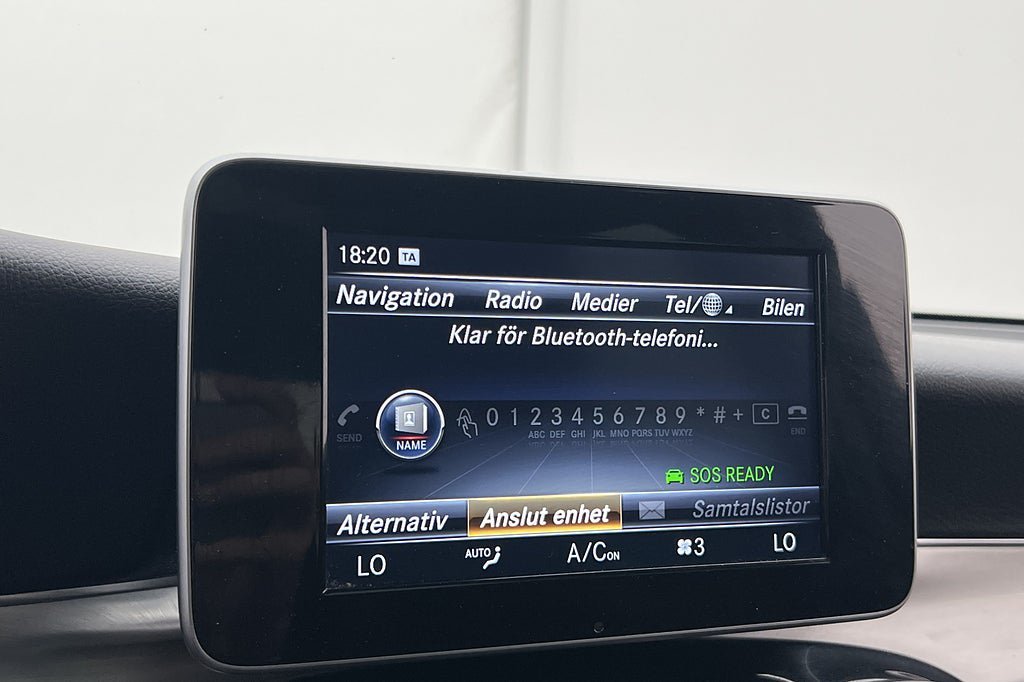 18:20 TA
Navigation Radio Medier Tel/ Bilen
Klar för Bluetooth-telefoni...
SEND NAME 0 1 2 3 4 5 6 7 8 9 * # + C END
ABC DEF GHI JKL MNO PQRS TUV WXYZ
SOS READY
Alternativ Anslut enhet Samtalslistor
LO AUTO A/C ON 3 LO